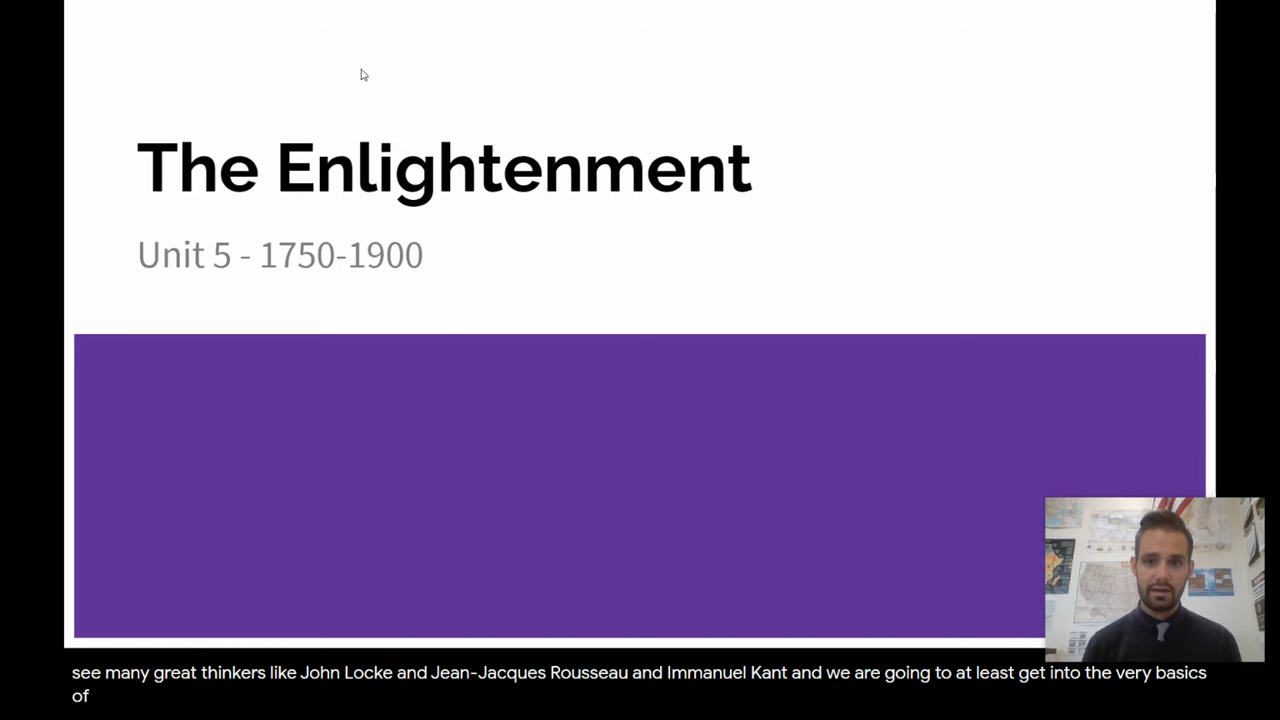 The Enlightenment
Unit 5 - 1750-1900
see many great thinkers like John Locke and Jean-Jacques Rousseau and Immanuel Kant and we are going to at least get into the very basics
of